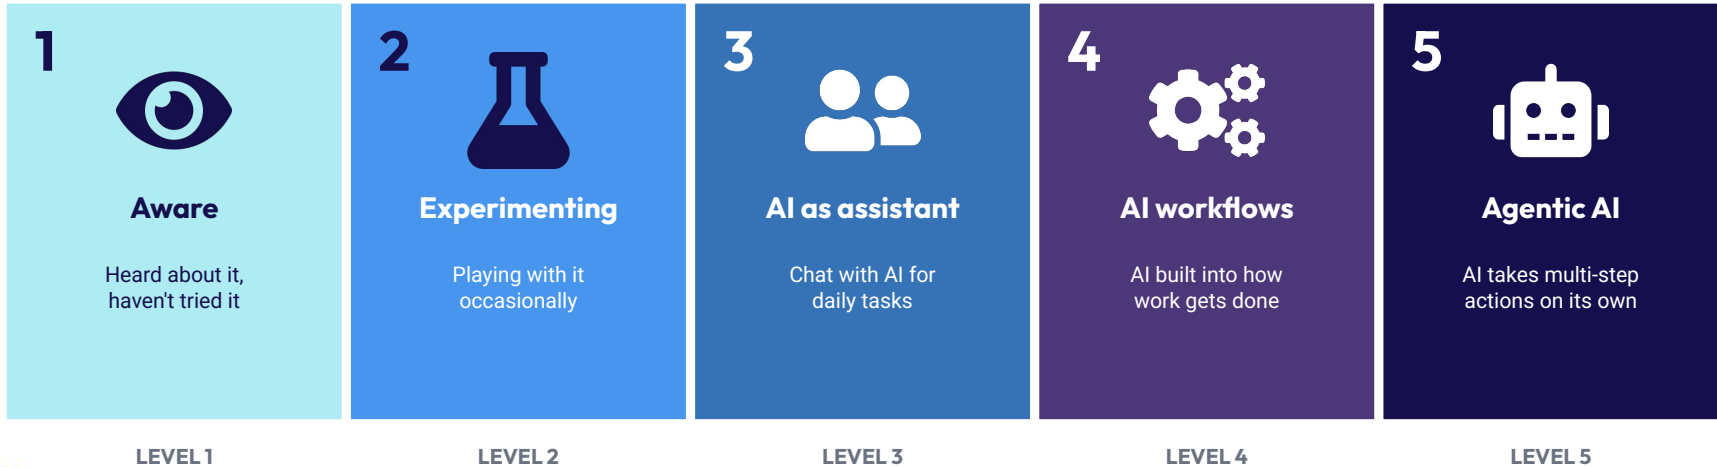 1
Aware
Heard about it,
haven't tried it
LEVEL 1
2
Experimenting
Playing with it
occasionally
LEVEL 2
3
AI as assistant
Chat with AI for
daily tasks
LEVEL 3
4
AI workflows
AI built into how
work gets done
LEVEL 4
5
Agentic AI
AI takes multi-step
actions on its own
LEVEL 5